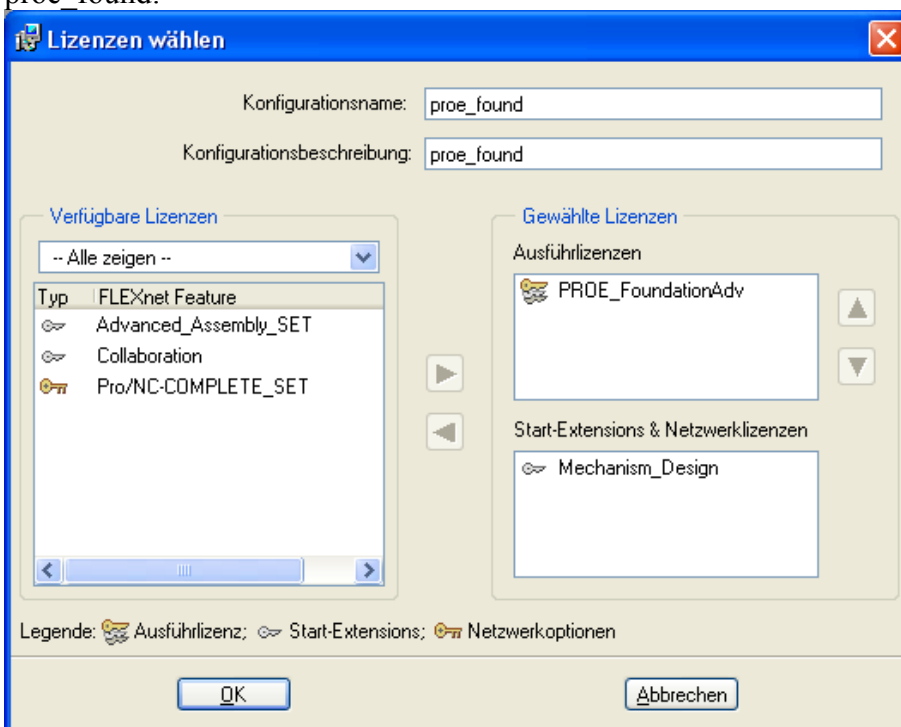 proe_found.
Lizenzen wählen
Konfigurationsname: proe_found
Konfigurationsbeschreibung: proe_found
Verfügbare Lizenzen
-- Alle zeigen --
Typ FLEXnet Feature
Advanced_Assembly_SET
Collaboration
Pro/NC-COMPLETE_SET
Gewählte Lizenzen
Ausführlizenzen
PROE_FoundationAdv
Start-Extensions & Netzwerklizenzen
Mechanism_Design
Legende: Ausführlizenz; Start-Extensions; Netzwerkoptionen
OK Abbrechen